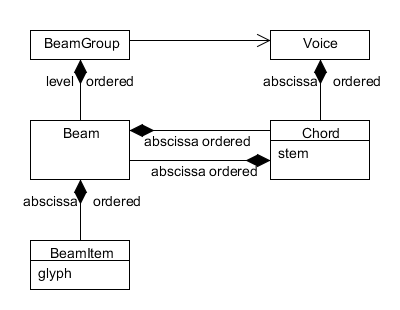 BeamGroup Voice
level ordered abscissa ordered
Beam Chord
abscissa ordered
stem
abscissa ordered
abscissa ordered
BeamItem
glyph